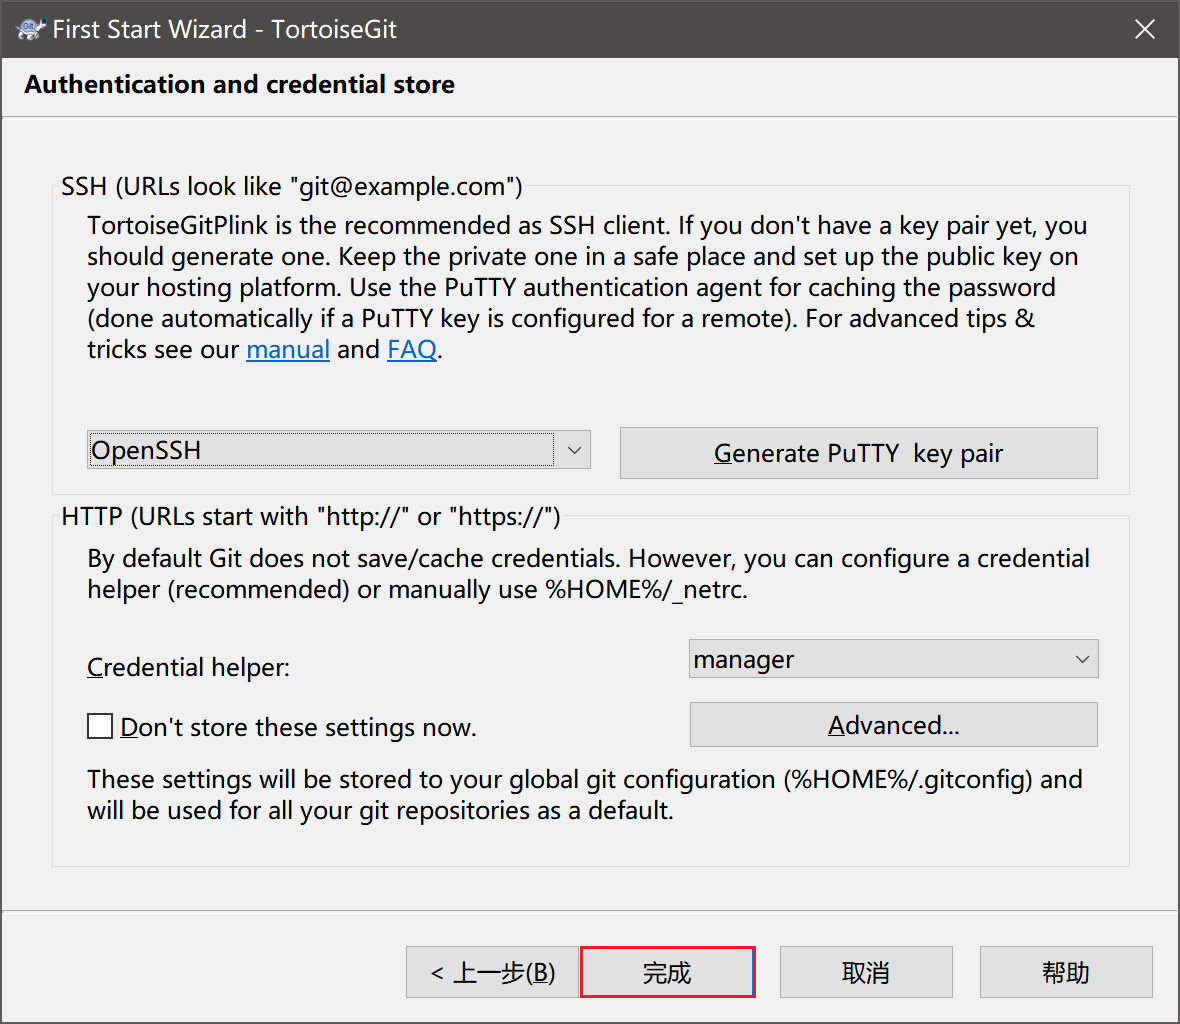 First Start Wizard - TortoiseGit
Authentication and credential store
SSH (URLs look like "git@example.com")
TortoiseGitPlink is the recommended as SSH client. If you don't have a key pair yet, you
should generate one. Keep the private one in a safe place and set up the public key on
your hosting platform. Use the PuTTY authentication agent for caching the password
(done automatically if a PuTTY key is configured for a remote). For advanced tips &
tricks see our manual and FAQ.
OpenSSH
Generate PuTTY  key pair
HTTP (URLs start with "http://" or "https://")
By default Git does not save/cache credentials. However, you can configure a credential
helper (recommended) or manually use %HOME%/_netrc.
Credential helper:
manager
Don't store these settings now.
Advanced...
These settings will be stored to your global git configuration (%HOME%/.gitconfig) and
will be used for all your git repositories as a default.
< 上一步(B)
完成
取消
帮助